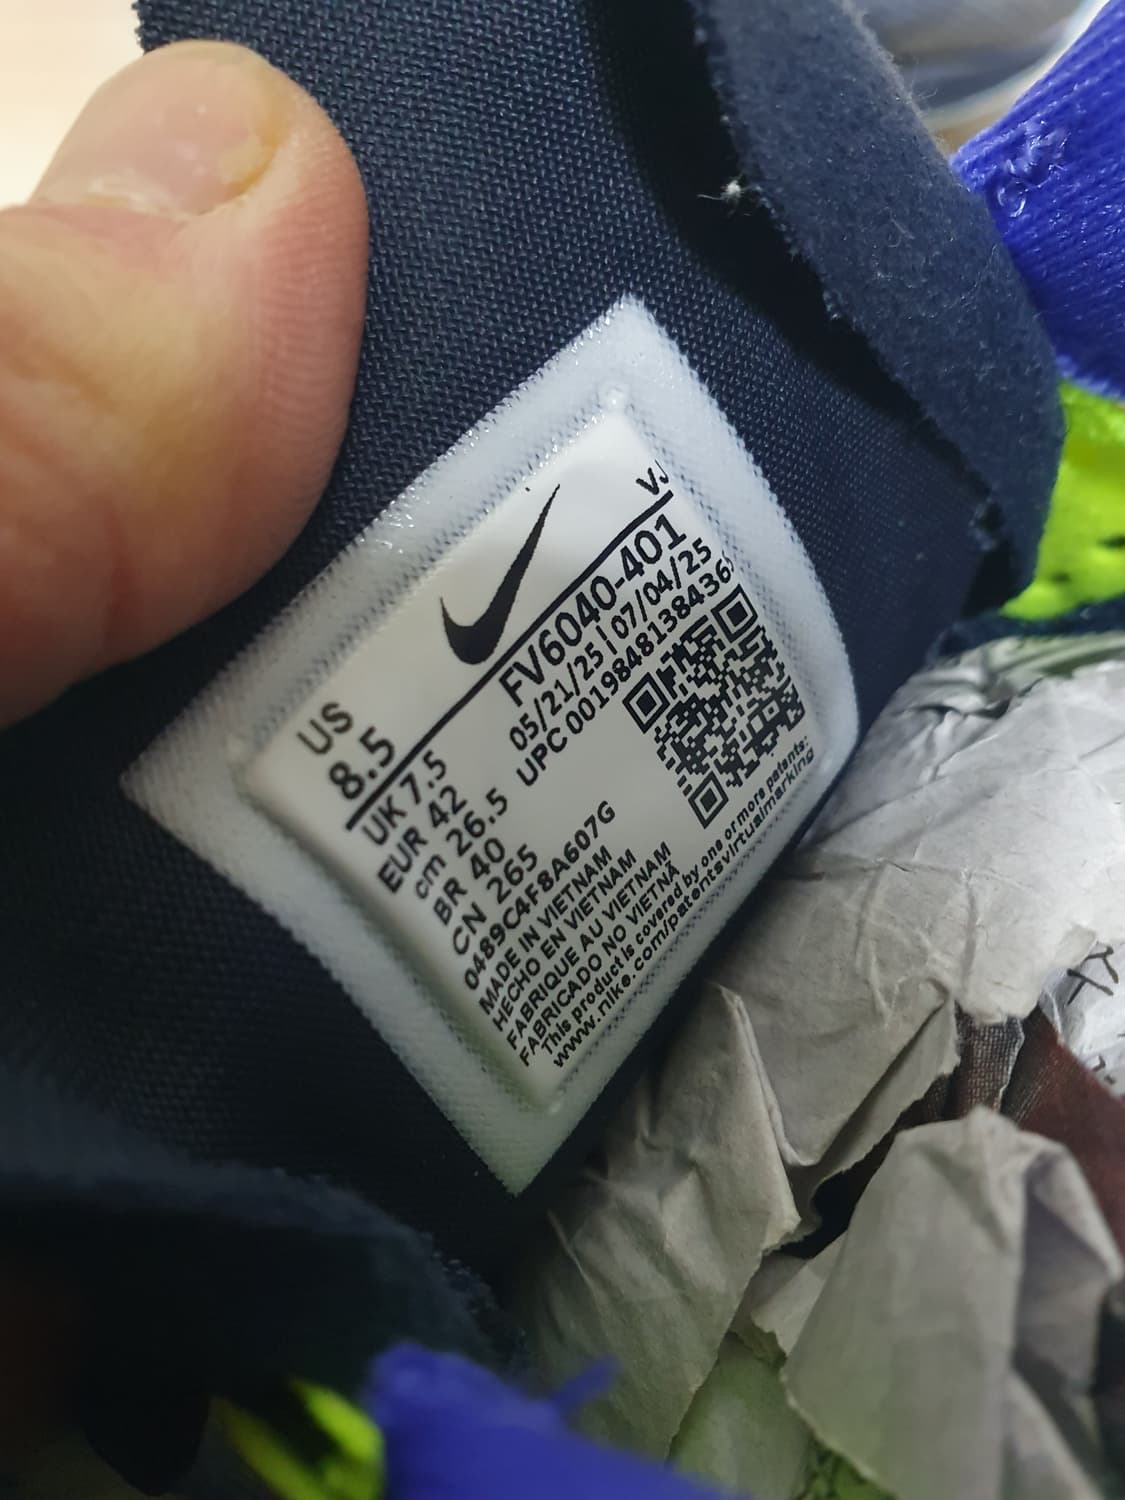 US
8.5
VJ
UK 7.5
EUR 42
cm 26.5
BR 40
CN 265
FV6040-401
05/21/25 | 07/04/25
UPC 00198481384369
0489C4F8A607G
MADE IN VIETNAM
HECHO EN VIETNAM
FABRIQUE AU VIETNAM
FABRICADO NO VIETNÃ
This product is covered by one or more patents:
www.nike.com/patentsvirtualmarking